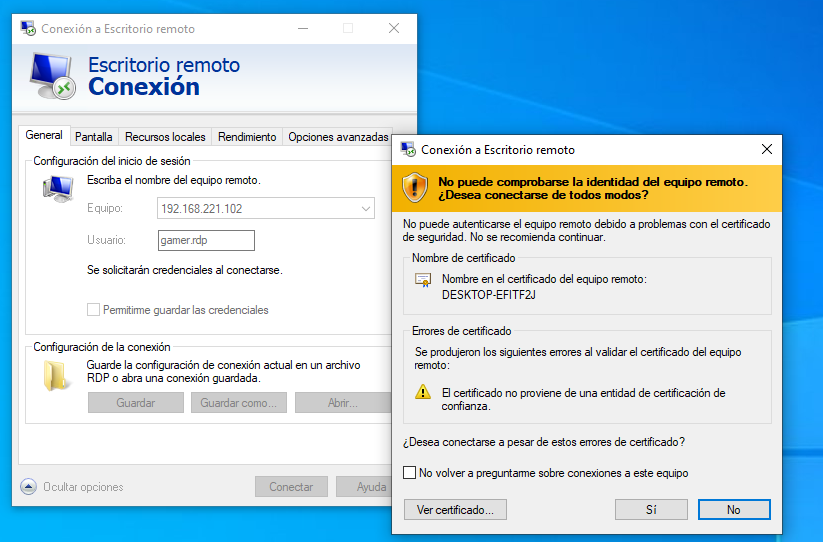 Conexión a Escritorio remoto
Escritorio remoto
Conexión
General Pantalla Recursos locales Rendimiento Opciones avanzadas
Configuración del inicio de sesión
Escriba el nombre del equipo remoto.
Equipo: 192.168.221.102
Usuario: gamer.rdp
Se solicitarán credenciales al conectarse.
Permitirme guardar las credenciales
Configuración de la conexión
Guarde la configuración de conexión actual en un archivo
RDP o abra una conexión guardada.
Guardar Guardar como... Abrir...
Ocultar opciones Conectar Ayuda
Conexión a Escritorio remoto
No puede comprobarse la identidad del equipo remoto.
¿Desea conectarse de todos modos?
No puede autenticarse el equipo remoto debido a problemas con el certificado
de seguridad. No se recomienda continuar.
Nombre de certificado
Nombre en el certificado del equipo remoto:
DESKTOP-EFITF2J
Errores de certificado
Se produjeron los siguientes errores al validar el certificado del equipo
remoto:
El certificado no proviene de una entidad de certificación de
confianza.
¿Desea conectarse a pesar de estos errores de certificado?
No volver a preguntarme sobre conexiones a este equipo
Ver certificado... Sí No